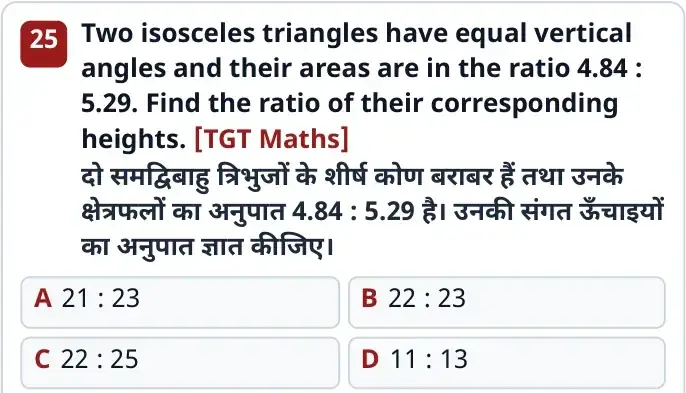 25 Two isosceles triangles have equal vertical
angles and their areas are in the ratio 4.84 :
5.29. Find the ratio of their corresponding
heights. [TGT Maths]
दो समद्विबाहु त्रिभुजों के शीर्ष कोण बराबर हैं तथा उनके
क्षेत्रफलों का अनुपात 4.84 : 5.29 है। उनकी संगत ऊँचाइयों
का अनुपात ज्ञात कीजिए।
A 21 : 23
B 22 : 23
C 22 : 25
D 11 : 13